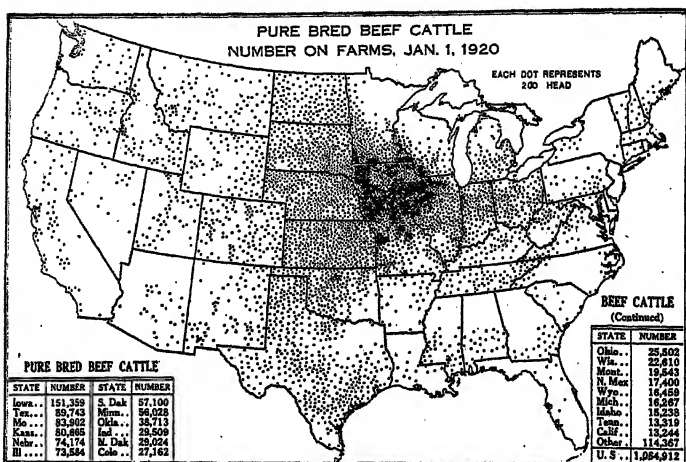 PURE BRED BEEF CATTLE
NUMBER ON FARMS, JAN. 1, 1920
EACH DOT REPRESENTS
200 HEAD
PURE BRED BEEF CATTLE
STATE NUMBER STATE NUMBER
Iowa.. 151,359 S. Dak 57,100
Tex... 89,743 Minn.. 56,028
Mo... 83,902 Okla.. 38,713
Kans.. 80,665 Ind... 29,509
Nebr.. 74,174 N. Dak 29,024
Ill.... 73,584 Colo.. 27,162
BEEF CATTLE
(Continued)
STATE NUMBER
Ohio.. 25,502
Wis... 22,610
Mont. 19,543
N. Mex 17,400
Wyo.. 16,459
Mich.. 16,267
Idaho 15,238
Tenn.. 13,319
Calif.. 13,244
Other. 114,367
U. S.. 1,064,912